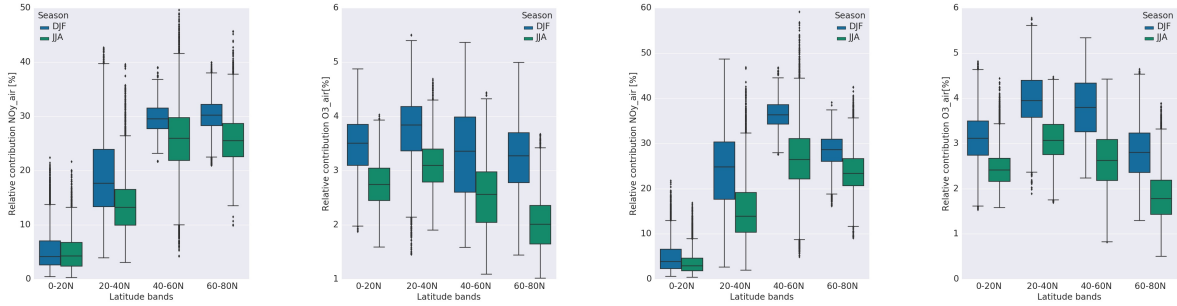 Relative contribution NOy_air [%]
50
40
30
20
10
0
Season
DJF
JJA
0-20N 20-40N 40-60N 60-80N
Latitude bands
Relative contribution O3_air[%]
6
5
4
3
2
1
Season
DJF
JJA
0-20N 20-40N 40-60N 60-80N
Latitude bands
Relative contribution NOy_air [%]
60
50
40
30
20
10
0
Season
DJF
JJA
0-20N 20-40N 40-60N 60-80N
Latitude bands
Relative contribution O3_air[%]
6
5
4
3
2
1
0
Season
DJF
JJA
0-20N 20-40N 40-60N 60-80N
Latitude bands